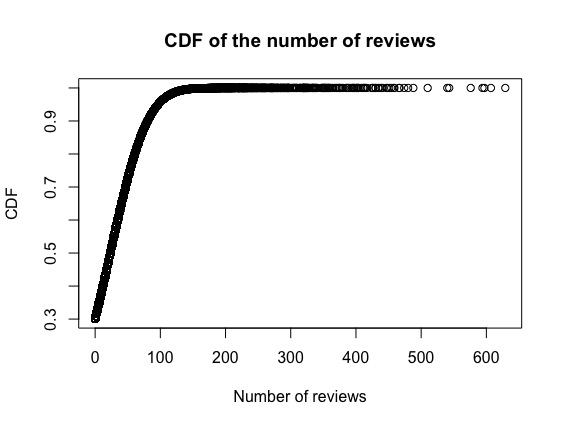 CDF of the number of reviews
CDF
0.9
0.7
0.5
0.3
0 100 200 300 400 500 600
Number of reviews